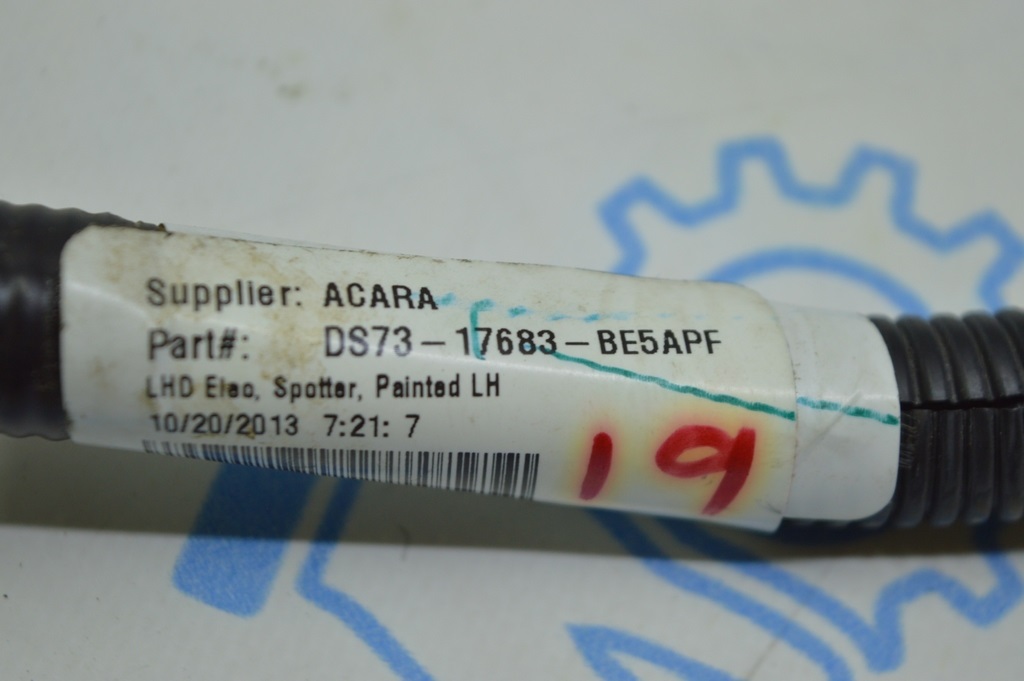 Supplier: ACARA
Part#: DS73-17683-BE5APF
LHD Elec, Spotter, Painted LH
10/20/2013 7:21: 7
19